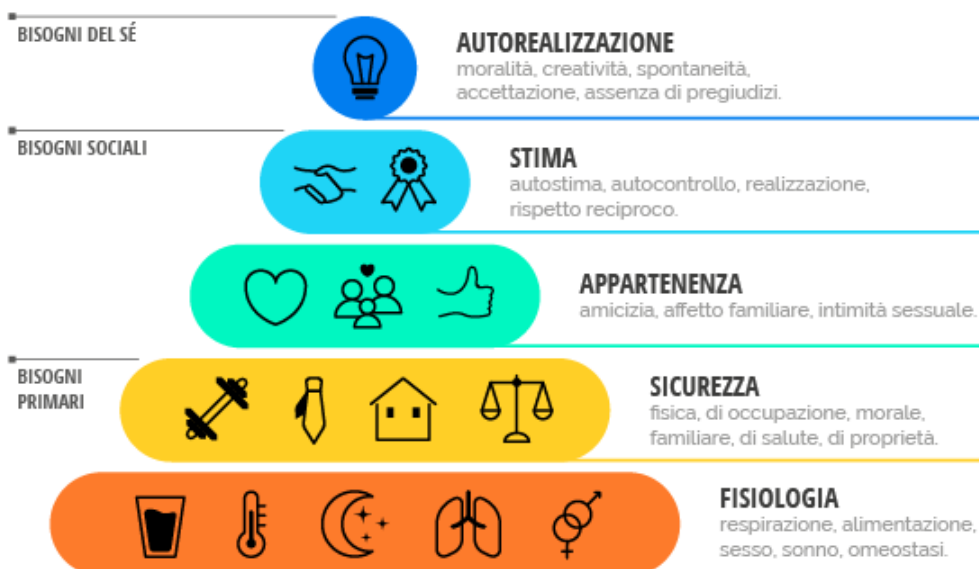 BISOGNI DEL SÉ
AUTOREALIZZAZIONE
moralità, creatività, spontaneità,
accettazione, assenza di pregiudizi.
BISOGNI SOCIALI
STIMA
autostima, autocontrollo, realizzazione,
rispetto reciproco.
APPARTENENZA
amicizia, affetto familiare, intimità sessuale.
BISOGNI
PRIMARI
SICUREZZA
fisica, di occupazione, morale,
familiare, di salute, di proprietà.
FISIOLOGIA
respirazione, alimentazione,
sesso, sonno, omeostasi.